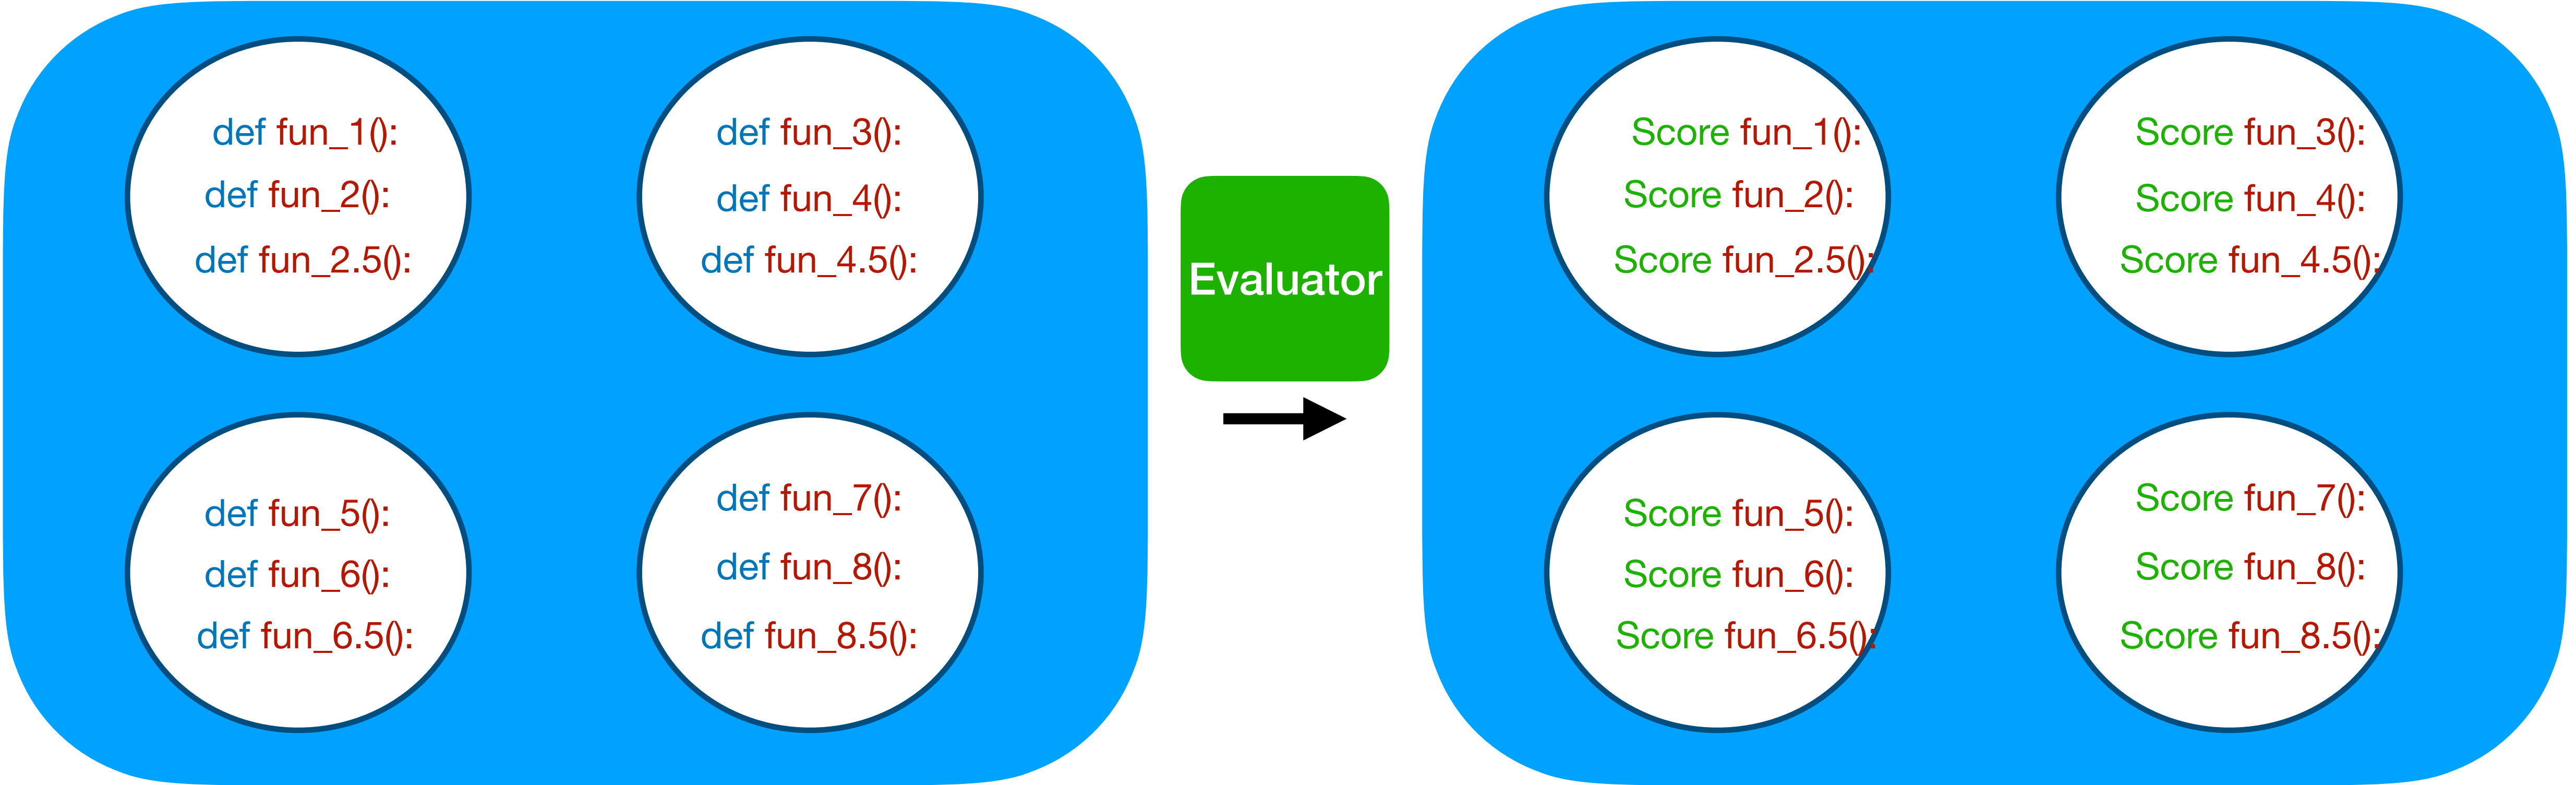 def fun_1():
def fun_2():
def fun_2.5():
def fun_3():
def fun_4():
def fun_4.5():
def fun_5():
def fun_6():
def fun_6.5():
def fun_7():
def fun_8():
def fun_8.5():
Evaluator
Score fun_1():
Score fun_2():
Score fun_2.5():
Score fun_3():
Score fun_4():
Score fun_4.5():
Score fun_5():
Score fun_6():
Score fun_6.5():
Score fun_7():
Score fun_8():
Score fun_8.5():